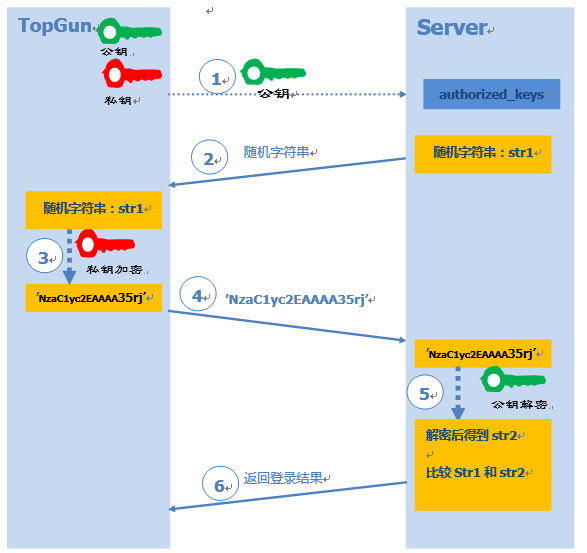 TopGun
公钥
私钥
Server
1
公钥
authorized_keys
2
随机字符串
随机字符串：str1
随机字符串：str1
3
私钥加密
'NzaC1yc2EAAAA35rj'
4
'NzaC1yc2EAAAA35rj'
'NzaC1yc2EAAAA35rj'
5
公钥解密
解密后得到 str2
比较 Str1 和 str2
6
返回登录结果